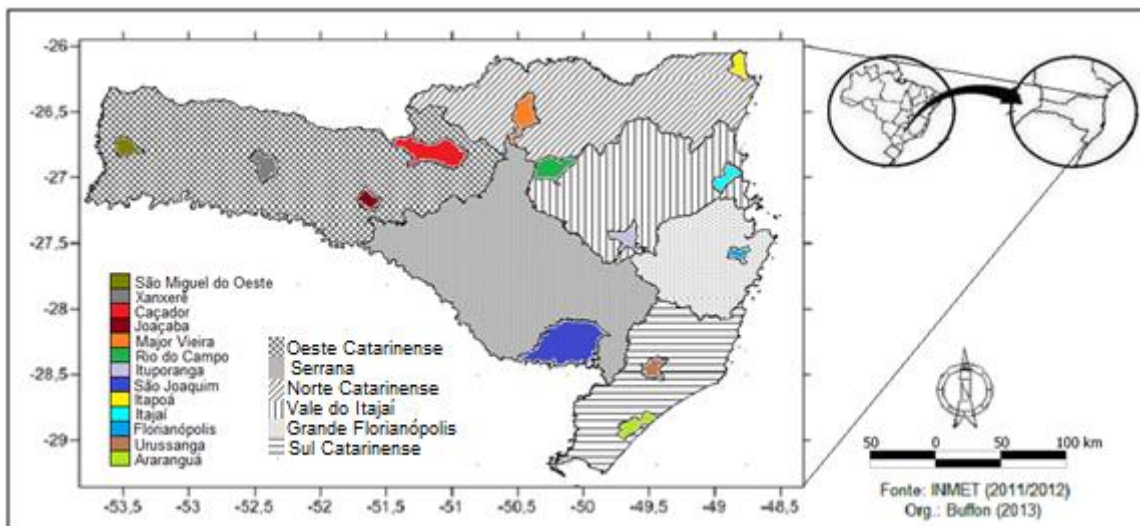 -26
-26,5
-27
-27,5
-28
-28,5
-29
-53,5
-53
-52,5
-52
-51,5
-51
-50,5
-50
-49,5
-49
-48,5
São Miguel do Oeste
Xanxerê
Caçador
Joaçaba
Major Vieira
Rio do Campo
Ituporanga
São Joaquim
Itapoá
Itajaí
Florianópolis
Urussanga
Araranguá
Oeste Catarinense
Serrana
Norte Catarinense
Vale do Itajaí
Grande Florianópolis
Sul Catarinense
50 0 50 100 km
Fonte: INMET (2011/2012)
Org.: Buffon (2013)